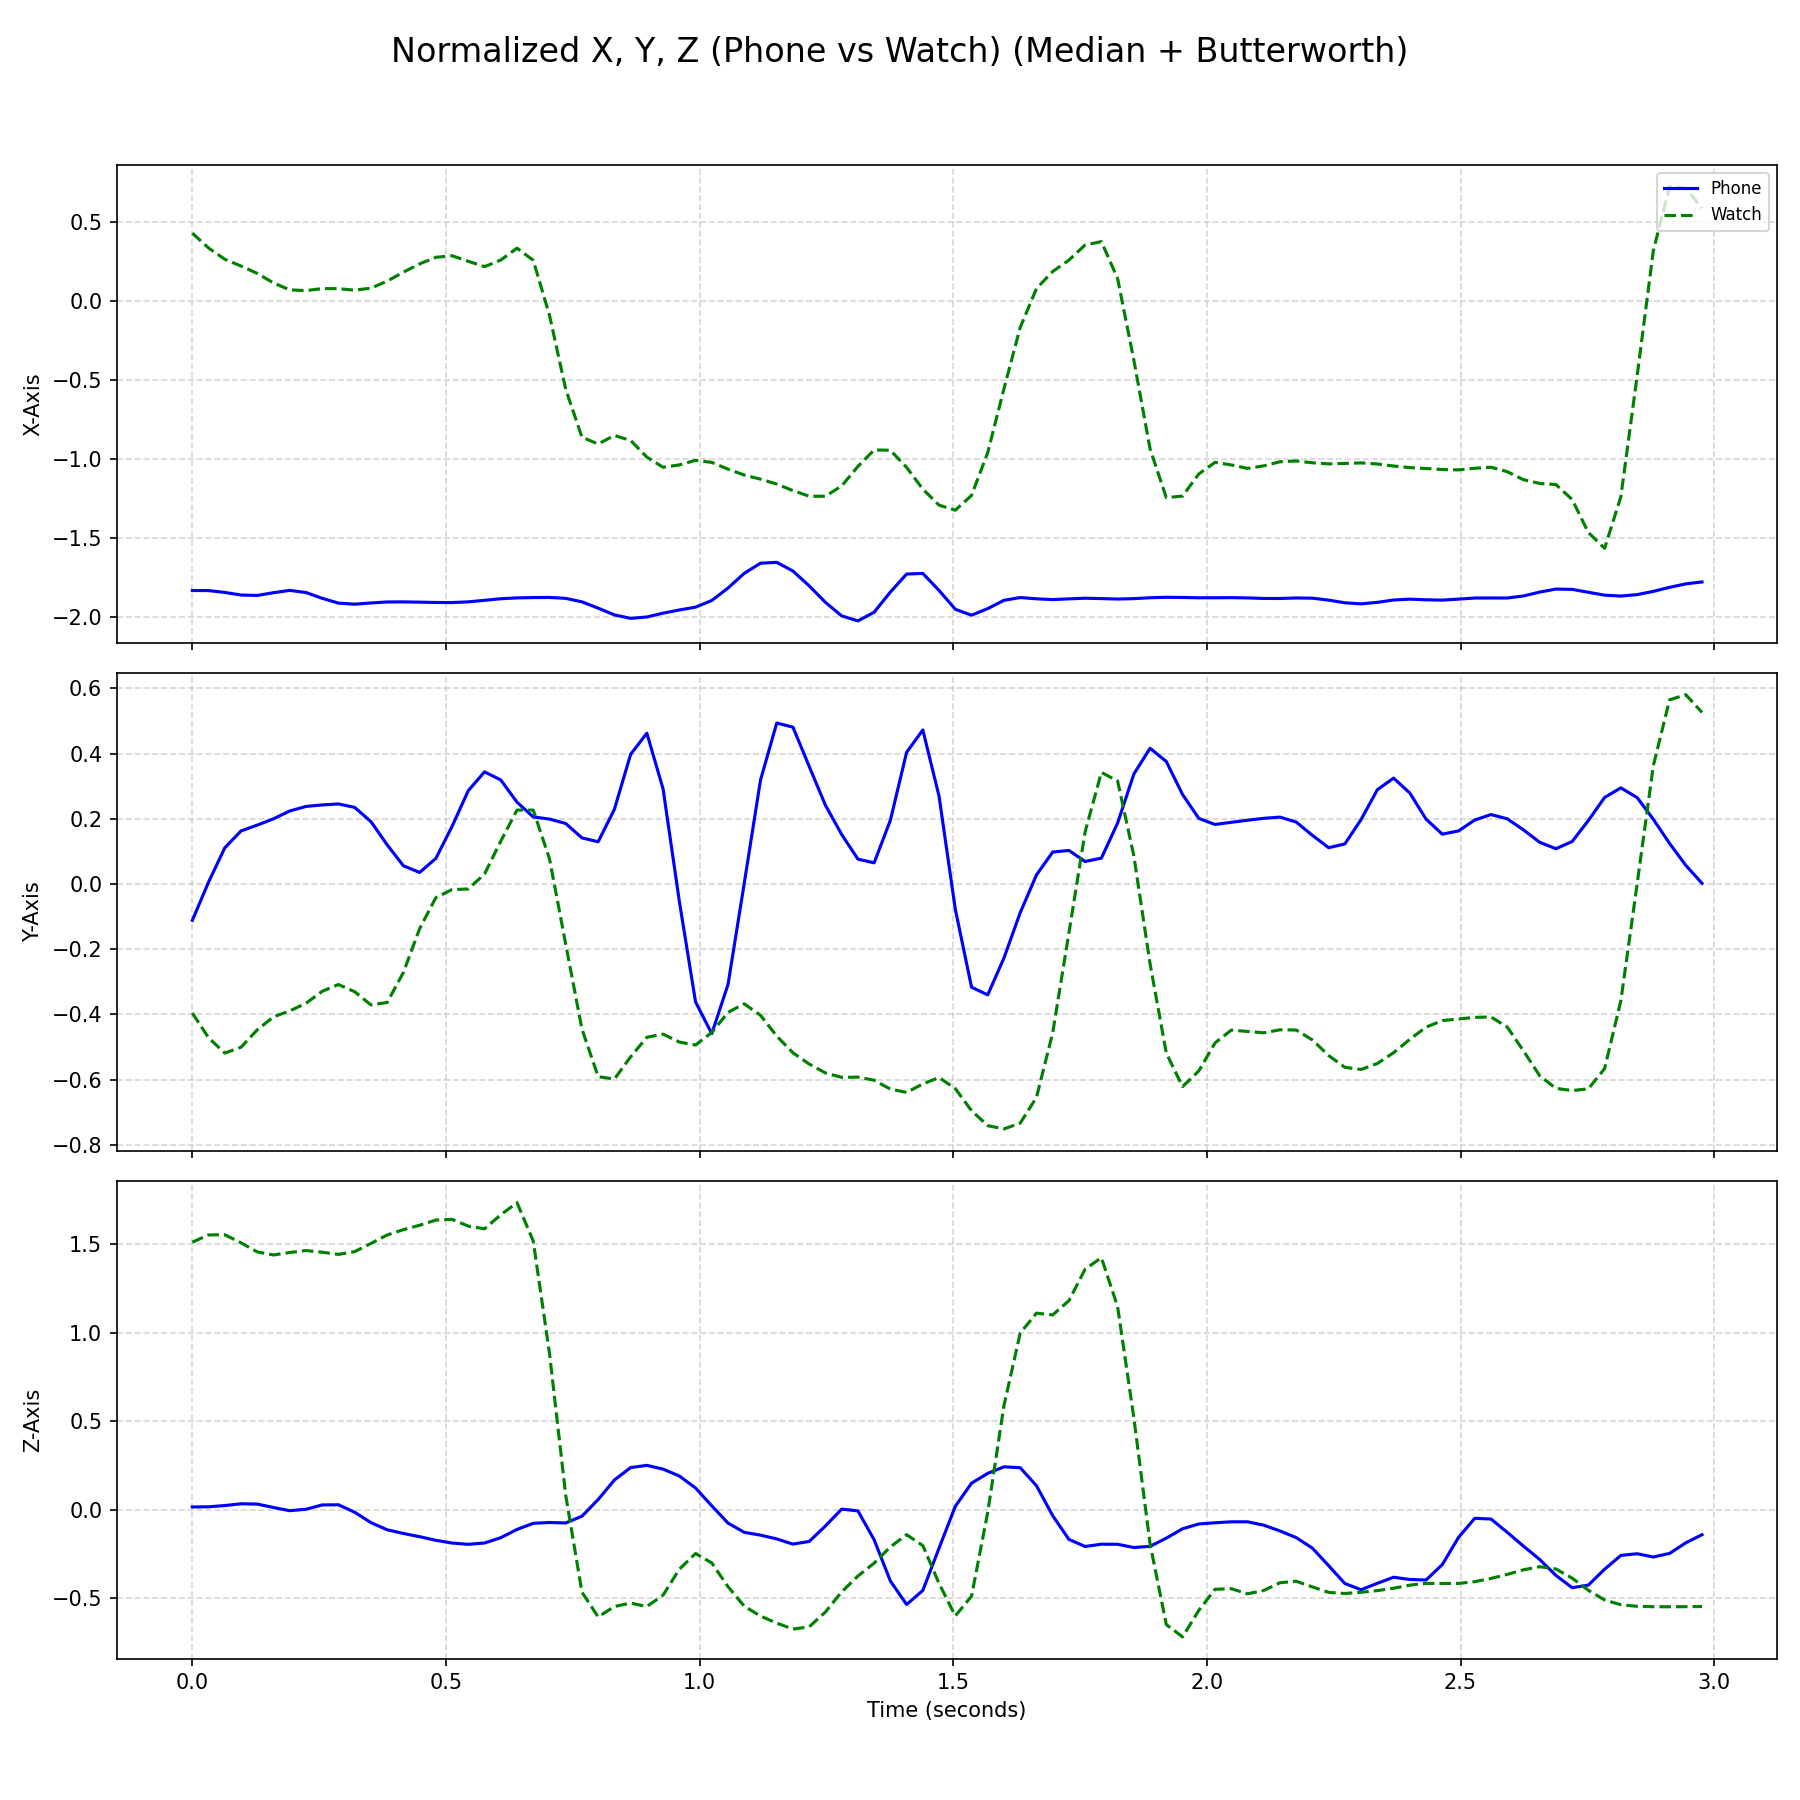 Normalized X, Y, Z (Phone vs Watch) (Median + Butterworth)
Phone
Watch
X-Axis
0.5
0.0
−0.5
−1.0
−1.5
−2.0
Y-Axis
0.6
0.4
0.2
0.0
−0.2
−0.4
−0.6
−0.8
Z-Axis
1.5
1.0
0.5
0.0
−0.5
0.0 0.5 1.0 1.5 2.0 2.5 3.0
Time (seconds)